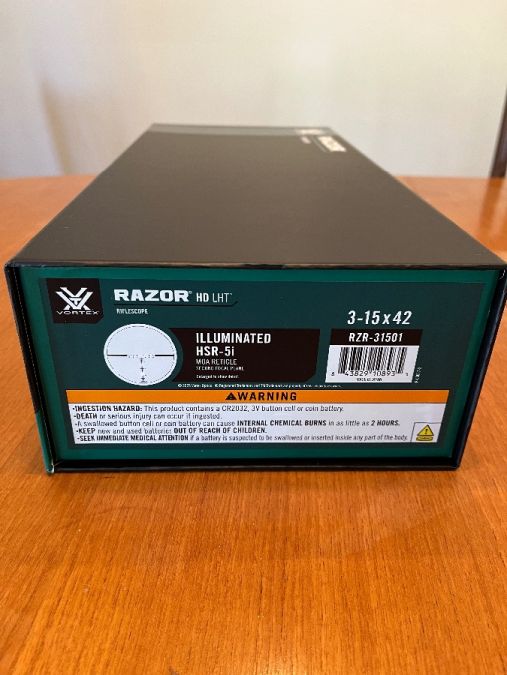 VORTEX
RAZOR HD LHT
RIFLESCOPE
3-15x42
ILLUMINATED
HSR-5i
MOA RETICLE
SECOND FOCAL PLANE
RZR-31501
8 43829 10893
WARNING
•INGESTION HAZARD: This product contains a CR2032, 3V button cell or coin battery.
•DEATH or serious injury can occur if ingested.
•A swallowed button cell or coin battery can cause INTERNAL CHEMICAL BURNS in as little as 2 HOURS.
•KEEP new and used batteries OUT OF REACH OF CHILDREN.
•SEEK IMMEDIATE MEDICAL ATTENTION if a battery is suspected to be swallowed or inserted inside any part of the body.